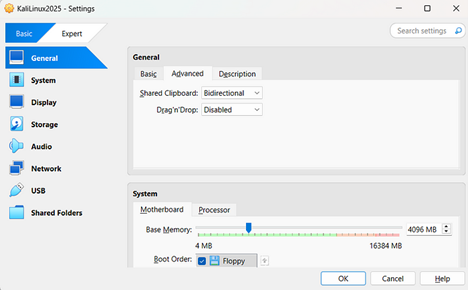 KaliLinux2025 - Settings
Basic Expert
Search settings
General
System
Display
Storage
Audio
Network
USB
Shared Folders
General
Basic Advanced Description
Shared Clipboard: Bidirectional
Drag'n'Drop: Disabled
System
Motherboard Processor
Base Memory: 4096 MB
4 MB 16384 MB
Boot Order: Floppy
OK Cancel Help